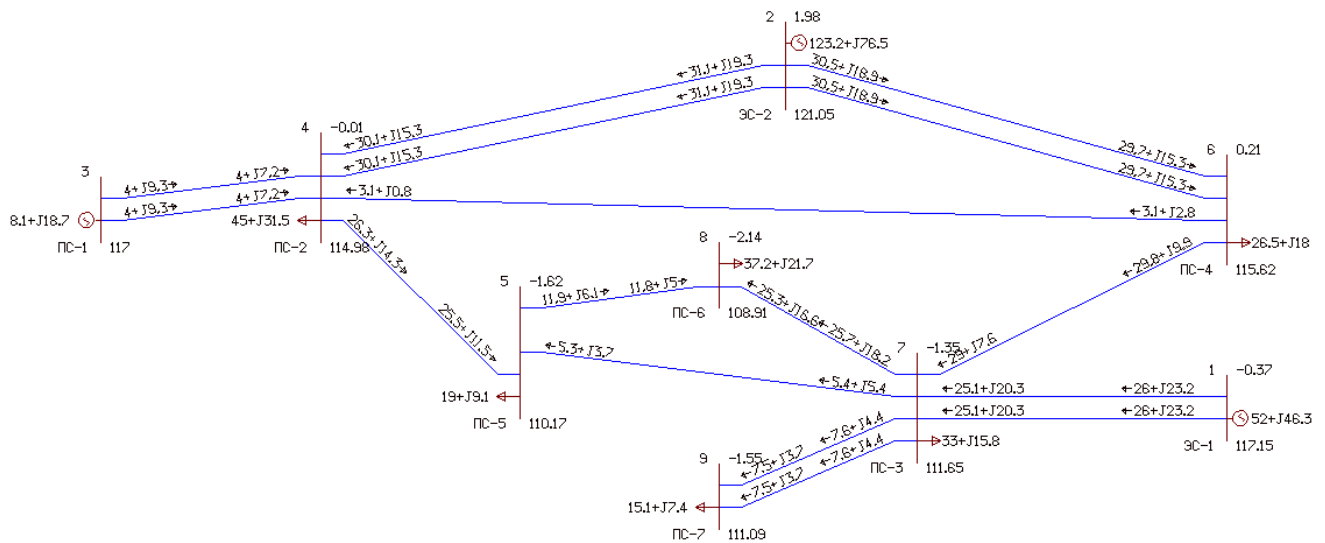 2 1.98
123.2+J76.5
ЭС-2 121.05
←31.1+J19.3
←31.1+J19.3
30.5+J18.9→
30.5+J18.9→
4 -0.01
←30.1+J15.3
←30.1+J15.3
29.7+J15.3→
29.7+J15.3→
6 0.21
3
4+J9.3→
4+J9.3→
4+J7.2→
4+J7.2→
←3.1+J0.8
←3.1+J2.8
8.1+J18.7
ПС-1 117
45+J31.5
ПС-2 114.98
26.3+J14.3→
25.5+J11.5→
26.5+J18
ПС-4 115.62
←29.8+J9.9
←29+J7.6
8 -2.14
37.2+J21.7
ПС-6 108.91
5 -1.62
11.9+J6.1→
11.8+J5→
←25.3+J16.6
←25.7+J18.2
←5.3+J3.7
←5.4+J5.4
19+J9.1
ПС-5 110.17
7 -1.35
←25.1+J20.3
←25.1+J20.3
←26+J23.2
←26+J23.2
1 -0.37
52+J46.3
ЭС-1 117.15
33+J15.8
ПС-3 111.65
←7.6+J4.4
←7.6+J4.4
←7.5+J3.7
←7.5+J3.7
9 -1.55
15.1+J7.4
ПС-7 111.09